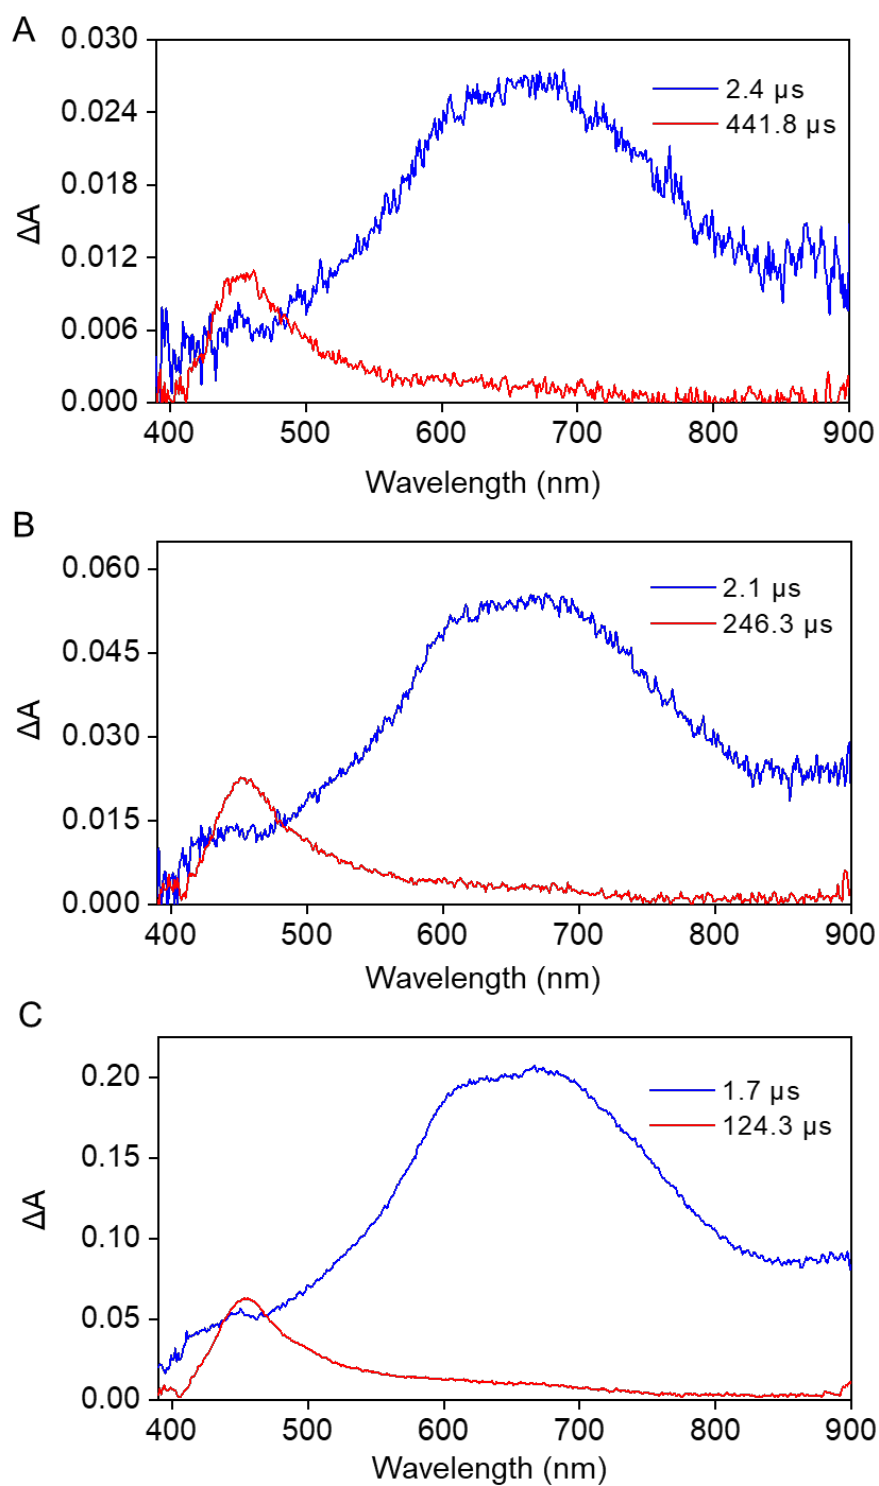 A
0.030
0.024
0.018
0.012
0.006
0.000
ΔA
2.4 μs
441.8 μs
400 500 600 700 800 900
Wavelength (nm)
B
0.060
0.045
0.030
0.015
0.000
ΔA
2.1 μs
246.3 μs
400 500 600 700 800 900
Wavelength (nm)
C
0.20
0.15
0.10
0.05
0.00
ΔA
1.7 μs
124.3 μs
400 500 600 700 800 900
Wavelength (nm)